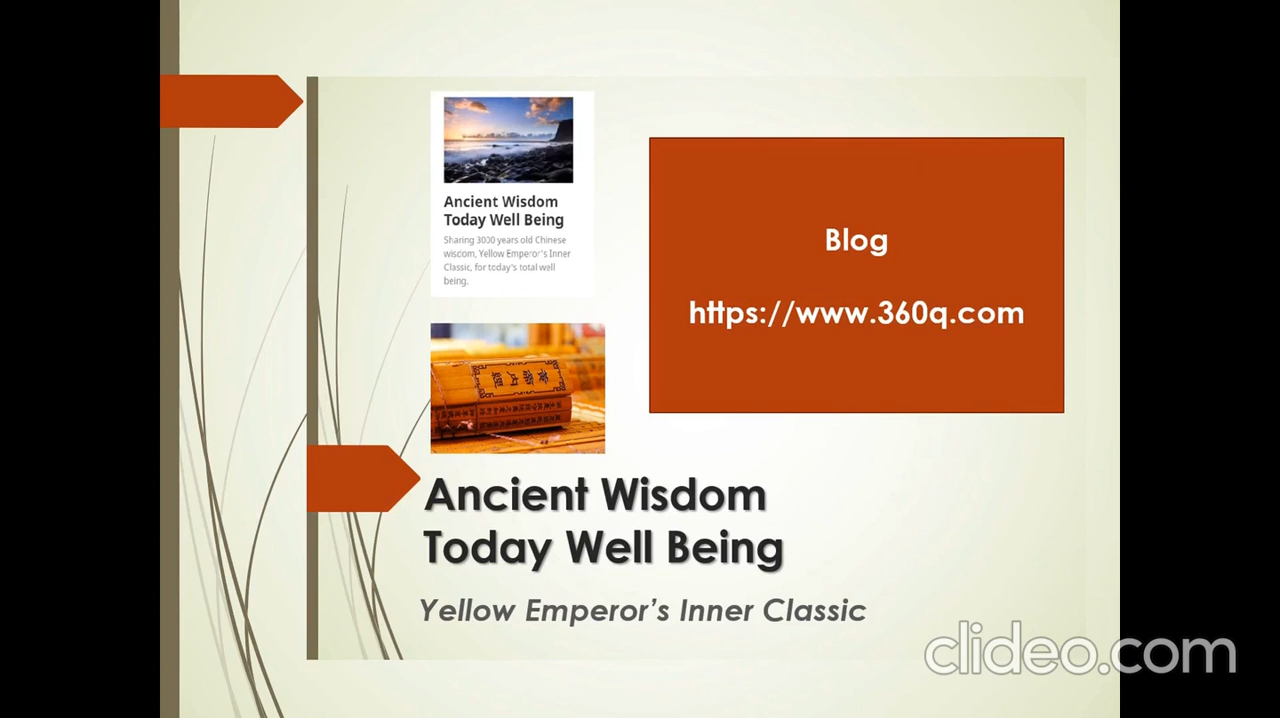 Ancient Wisdom
Today Well Being
Sharing 3000 years old Chinese
wisdom, Yellow Emperor's Inner
Classic, for today's total well
being.
Blog
https://www.360q.com
Ancient Wisdom
Today Well Being
Yellow Emperor’s Inner Classic
clideo.com